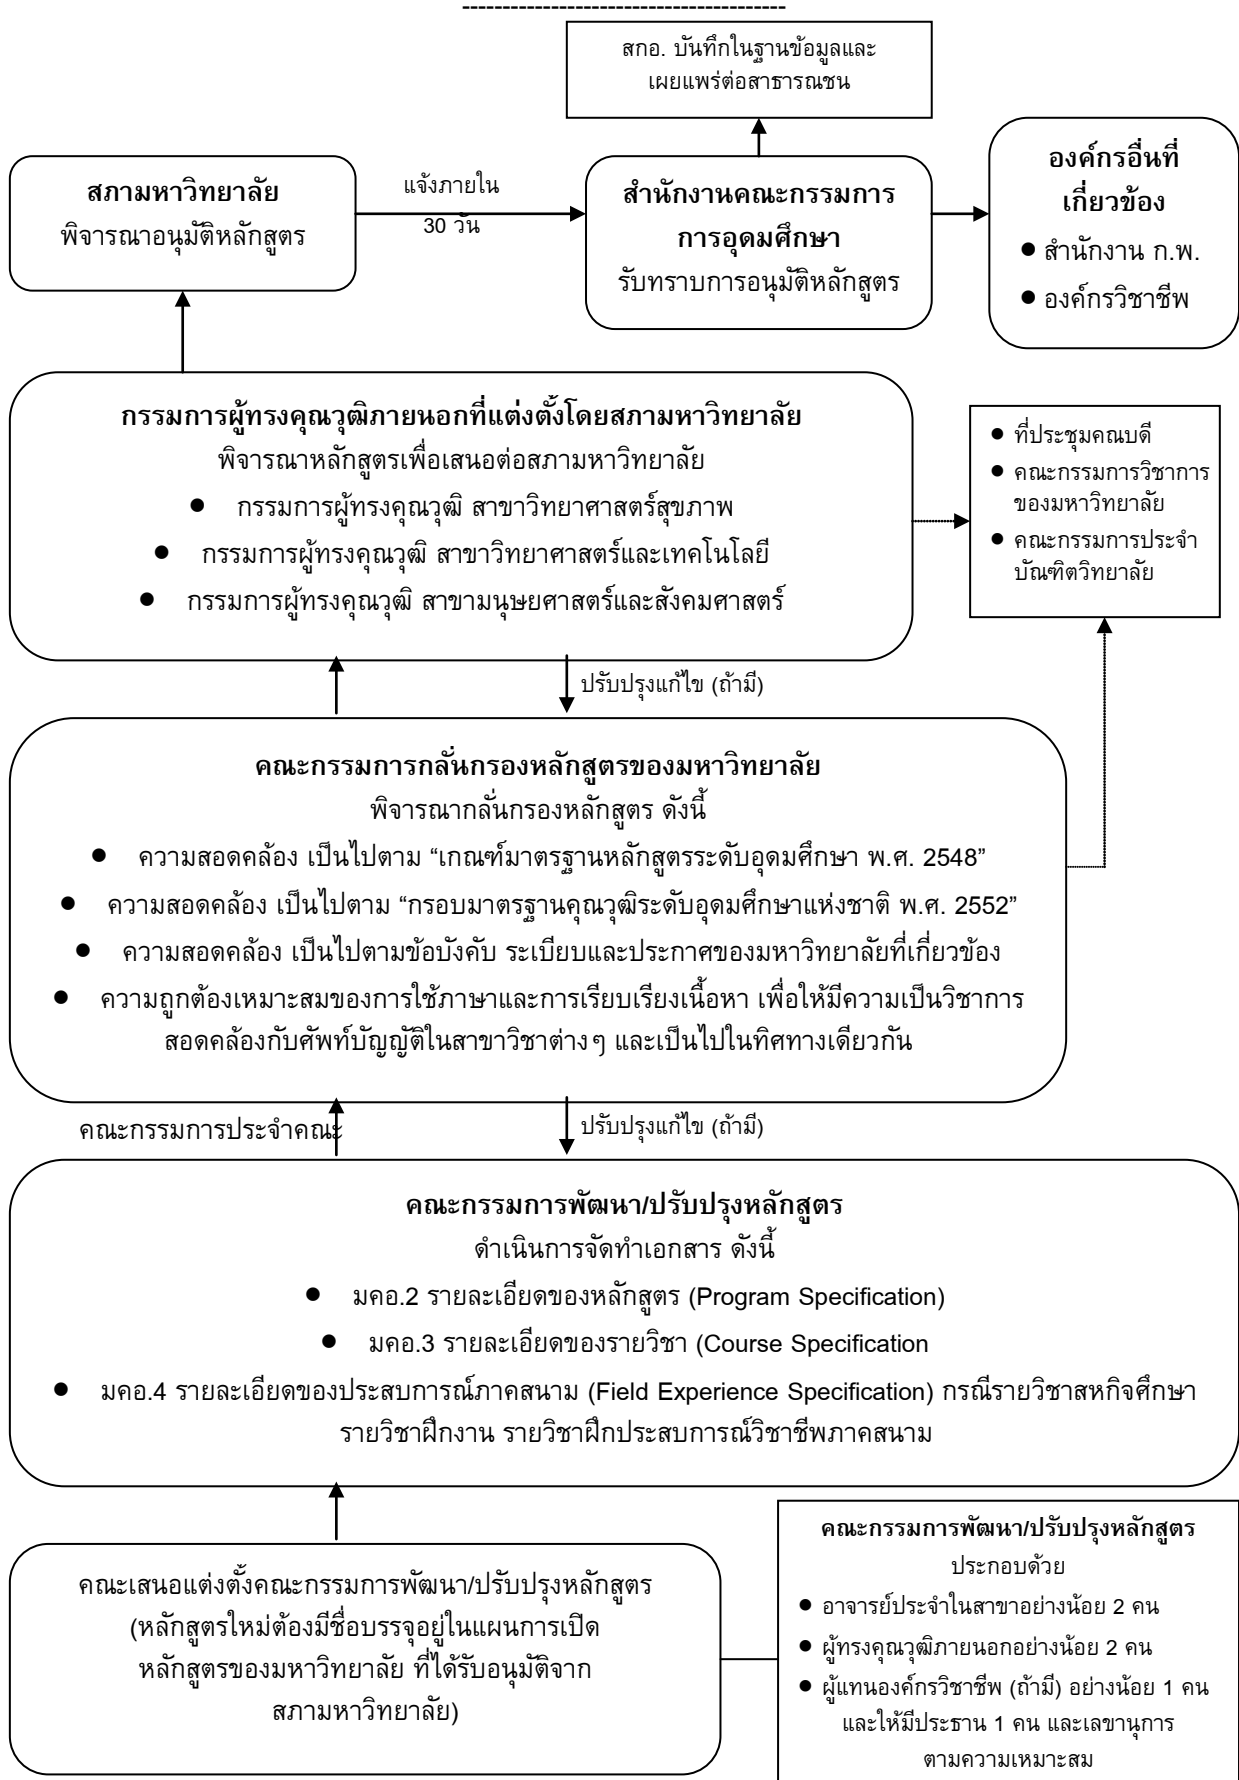 ----------------------------------------
สกอ. บันทึกในฐานข้อมูลและ
เผยแพร่ต่อสาธารณชน
สภามหาวิทยาลัย
พิจารณาอนุมัติหลักสูตร
แจ้งภายใน
30 วัน
สำนักงานคณะกรรมการ
การอุดมศึกษา
รับทราบการอนุมัติหลักสูตร
องค์กรอื่นที่
เกี่ยวข้อง
● สำนักงาน ก.พ.
● องค์กรวิชาชีพ
กรรมการผู้ทรงคุณวุฒิภายนอกที่แต่งตั้งโดยสภามหาวิทยาลัย
พิจารณาหลักสูตรเพื่อเสนอต่อสภามหาวิทยาลัย
● กรรมการผู้ทรงคุณวุฒิ สาขาวิทยาศาสตร์สุขภาพ
● กรรมการผู้ทรงคุณวุฒิ สาขาวิทยาศาสตร์และเทคโนโลยี
● กรรมการผู้ทรงคุณวุฒิ สาขามนุษยศาสตร์และสังคมศาสตร์
● ที่ประชุมคณบดี
● คณะกรรมการวิชาการ
ของมหาวิทยาลัย
● คณะกรรมการประจำ
บัณฑิตวิทยาลัย
ปรับปรุงแก้ไข (ถ้ามี)
คณะกรรมการกลั่นกรองหลักสูตรของมหาวิทยาลัย
พิจารณากลั่นกรองหลักสูตร ดังนี้
● ความสอดคล้อง เป็นไปตาม “เกณฑ์มาตรฐานหลักสูตรระดับอุดมศึกษา พ.ศ. 2548”
● ความสอดคล้อง เป็นไปตาม “กรอบมาตรฐานคุณวุฒิระดับอุดมศึกษาแห่งชาติ พ.ศ. 2552”
● ความสอดคล้อง เป็นไปตามข้อบังคับ ระเบียบและประกาศของมหาวิทยาลัยที่เกี่ยวข้อง
● ความถูกต้องเหมาะสมของการใช้ภาษาและการเรียบเรียงเนื้อหา เพื่อให้มีความเป็นวิชาการ
สอดคล้องกับศัพท์บัญญัติในสาขาวิชาต่างๆ และเป็นไปในทิศทางเดียวกัน
คณะกรรมการประจำคณะ
ปรับปรุงแก้ไข (ถ้ามี)
คณะกรรมการพัฒนา/ปรับปรุงหลักสูตร
ดำเนินการจัดทำเอกสาร ดังนี้
● มคอ.2 รายละเอียดของหลักสูตร (Program Specification)
● มคอ.3 รายละเอียดของรายวิชา (Course Specification
● มคอ.4 รายละเอียดของประสบการณ์ภาคสนาม (Field Experience Specification) กรณีรายวิชาสหกิจศึกษา
รายวิชาฝึกงาน รายวิชาฝึกประสบการณ์วิชาชีพภาคสนาม
คณะเสนอแต่งตั้งคณะกรรมการพัฒนา/ปรับปรุงหลักสูตร
(หลักสูตรใหม่ต้องมีชื่อบรรจุอยู่ในแผนการเปิด
หลักสูตรของมหาวิทยาลัย ที่ได้รับอนุมัติจาก
สภามหาวิทยาลัย)
คณะกรรมการพัฒนา/ปรับปรุงหลักสูตร
ประกอบด้วย
● อาจารย์ประจำในสาขาอย่างน้อย 2 คน
● ผู้ทรงคุณวุฒิภายนอกอย่างน้อย 2 คน
● ผู้แทนองค์กรวิชาชีพ (ถ้ามี) อย่างน้อย 1 คน
และให้มีประธาน 1 คน และเลขานุการ
ตามความเหมาะสม